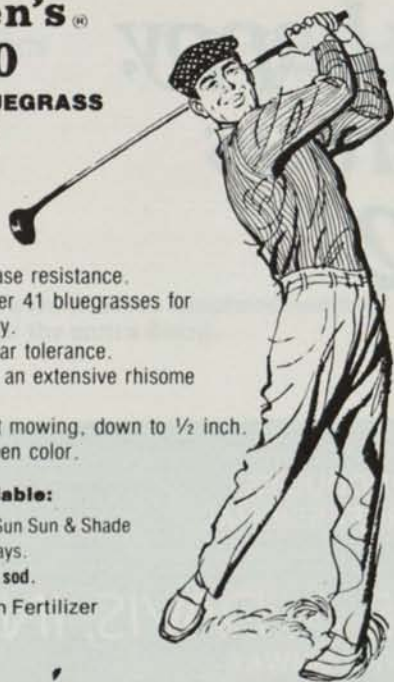 en's®
0
UEGRASS
ase resistance.
er 41 bluegrasses for
y.
ar tolerance.
an extensive rhisome
t mowing, down to ½ inch.
en color.
lable:
Sun Sun & Shade
ays.
sod.
n Fertilizer